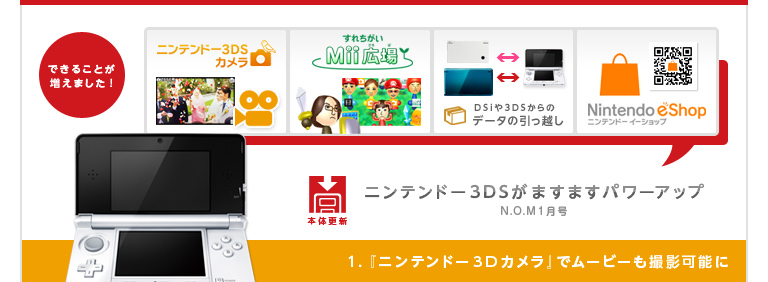 できることが
増えました!
ニンテンドー3DS
カメラ
すれちがい
Mii広場
DSiや3DSからの
データの引っ越し
Nintendo eShop
ニンテンドーイーショップ
本体更新
ニンテンドー3DSがますますパワーアップ
N.O.M1月号
1.『ニンテンドー3Dカメラ』でムービーも撮影可能に